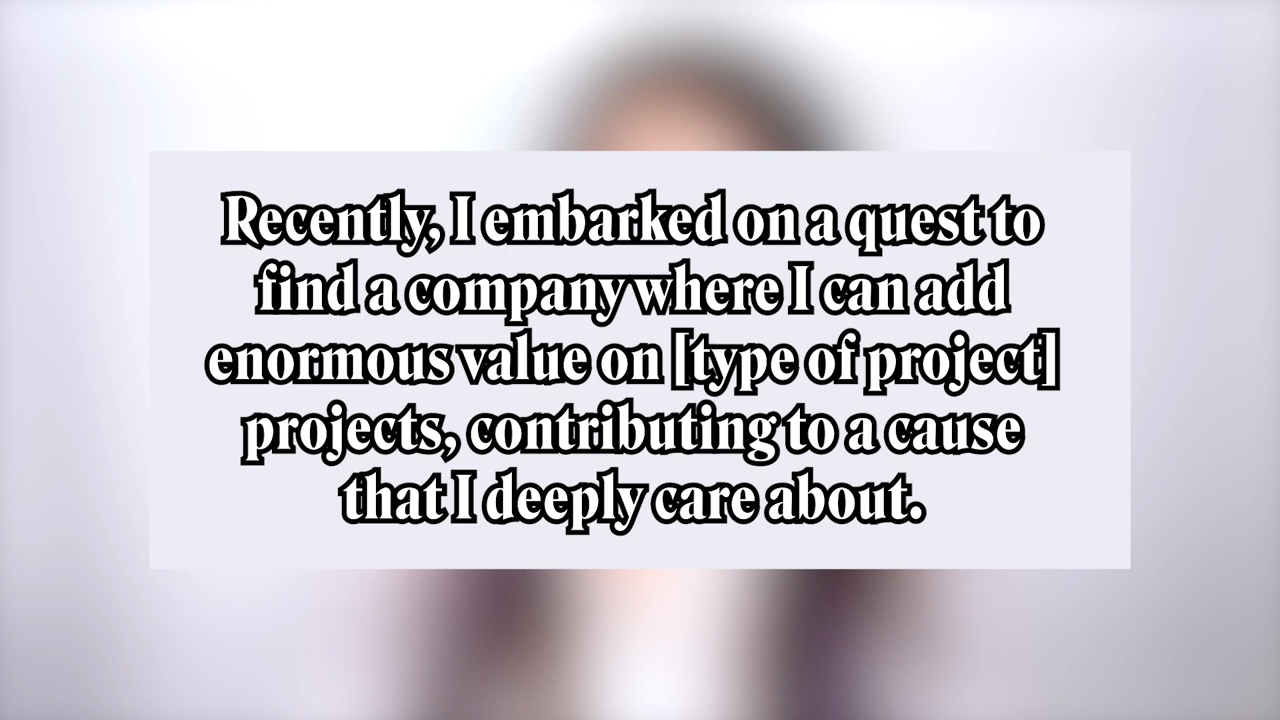 Recently, I embarked on a quest to
find a company where I can add
enormous value on [type of project]
projects, contributing to a cause
that I deeply care about.